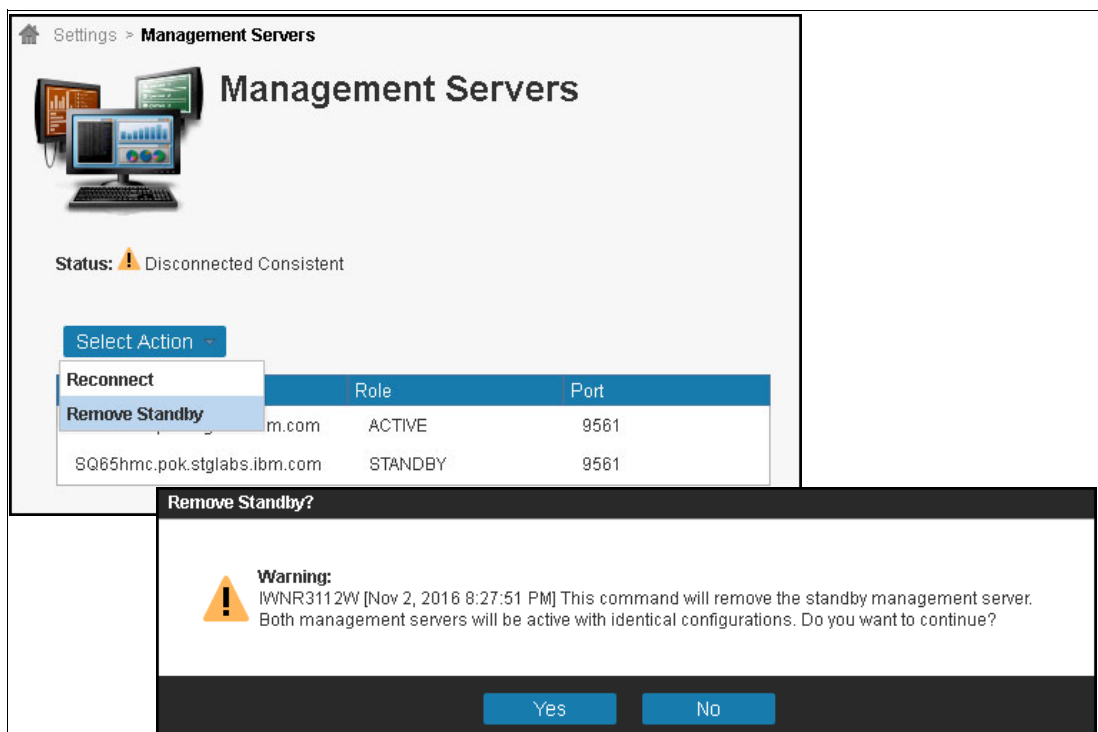 Settings > Management Servers
Management Servers
Status: Disconnected Consistent
Select Action
Reconnect
Role Port
Remove Standby
m.com ACTIVE 9561
SQ65hmc.pok.stglabs.ibm.com STANDBY 9561
Remove Standby?
Warning:
IWNR3112W [Nov 2, 2016 8:27:51 PM] This command will remove the standby management server.
Both management servers will be active with identical configurations. Do you want to continue?
Yes No